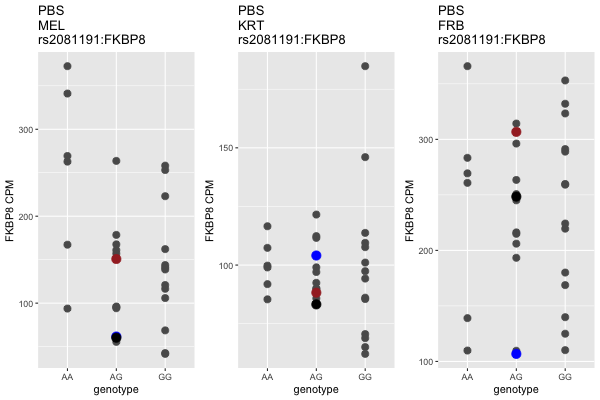 PBS
MEL
rs2081191:FKBP8
FKBP8 CPM
300
200
100
AA
AG
GG
genotype
PBS
KRT
rs2081191:FKBP8
FKBP8 CPM
150
100
AA
AG
GG
genotype
PBS
FRB
rs2081191:FKBP8
FKBP8 CPM
300
200
100
AA
AG
GG
genotype